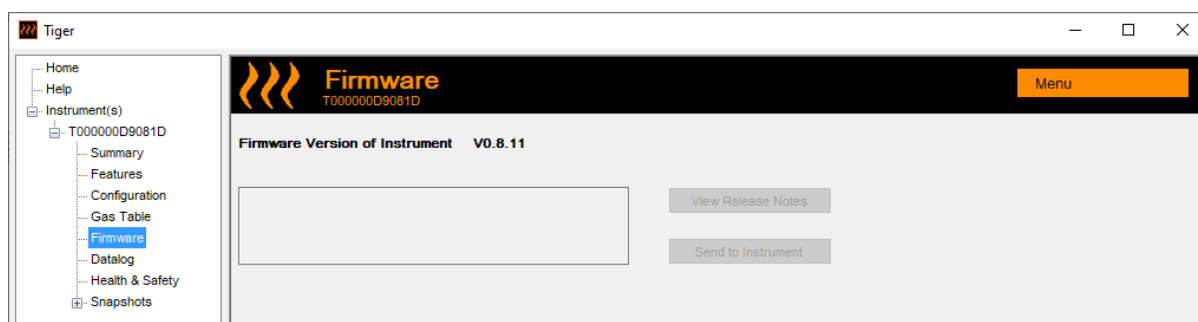 Tiger
Home
Help
Instrument(s)
T000000D9081D
Summary
Features
Configuration
Gas Table
Firmware
Datalog
Health & Safety
Snapshots
Firmware
T000000D9081D
Menu
Firmware Version of Instrument V0.8.11
View Release Notes
Send to Instrument